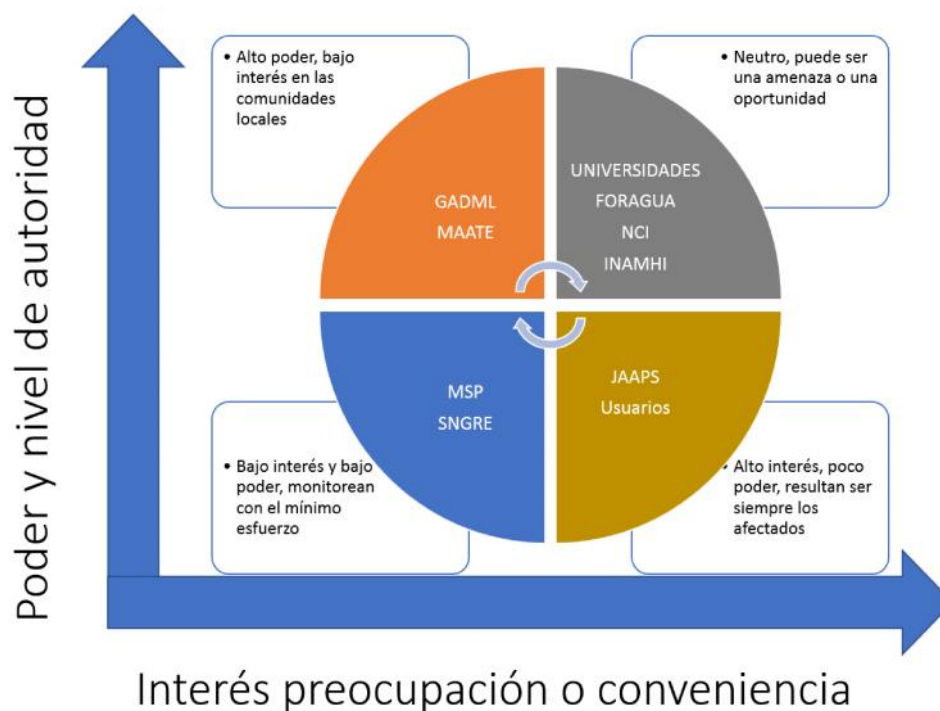 Poder y nivel de autoridad
• Alto poder, bajo
interés en las
comunidades
locales
• Neutro, puede ser
una amenaza o una
oportunidad
GADML
MAATE
UNIVERSIDADES
FORAGUA
NCI
INAMHI
MSP
SNGRE
JAAPS
Usuarios
• Bajo interés y bajo
poder, monitorean
con el mínimo
esfuerzo
• Alto interés, poco
poder, resultan ser
siempre los
afectados
Interés preocupación o conveniencia